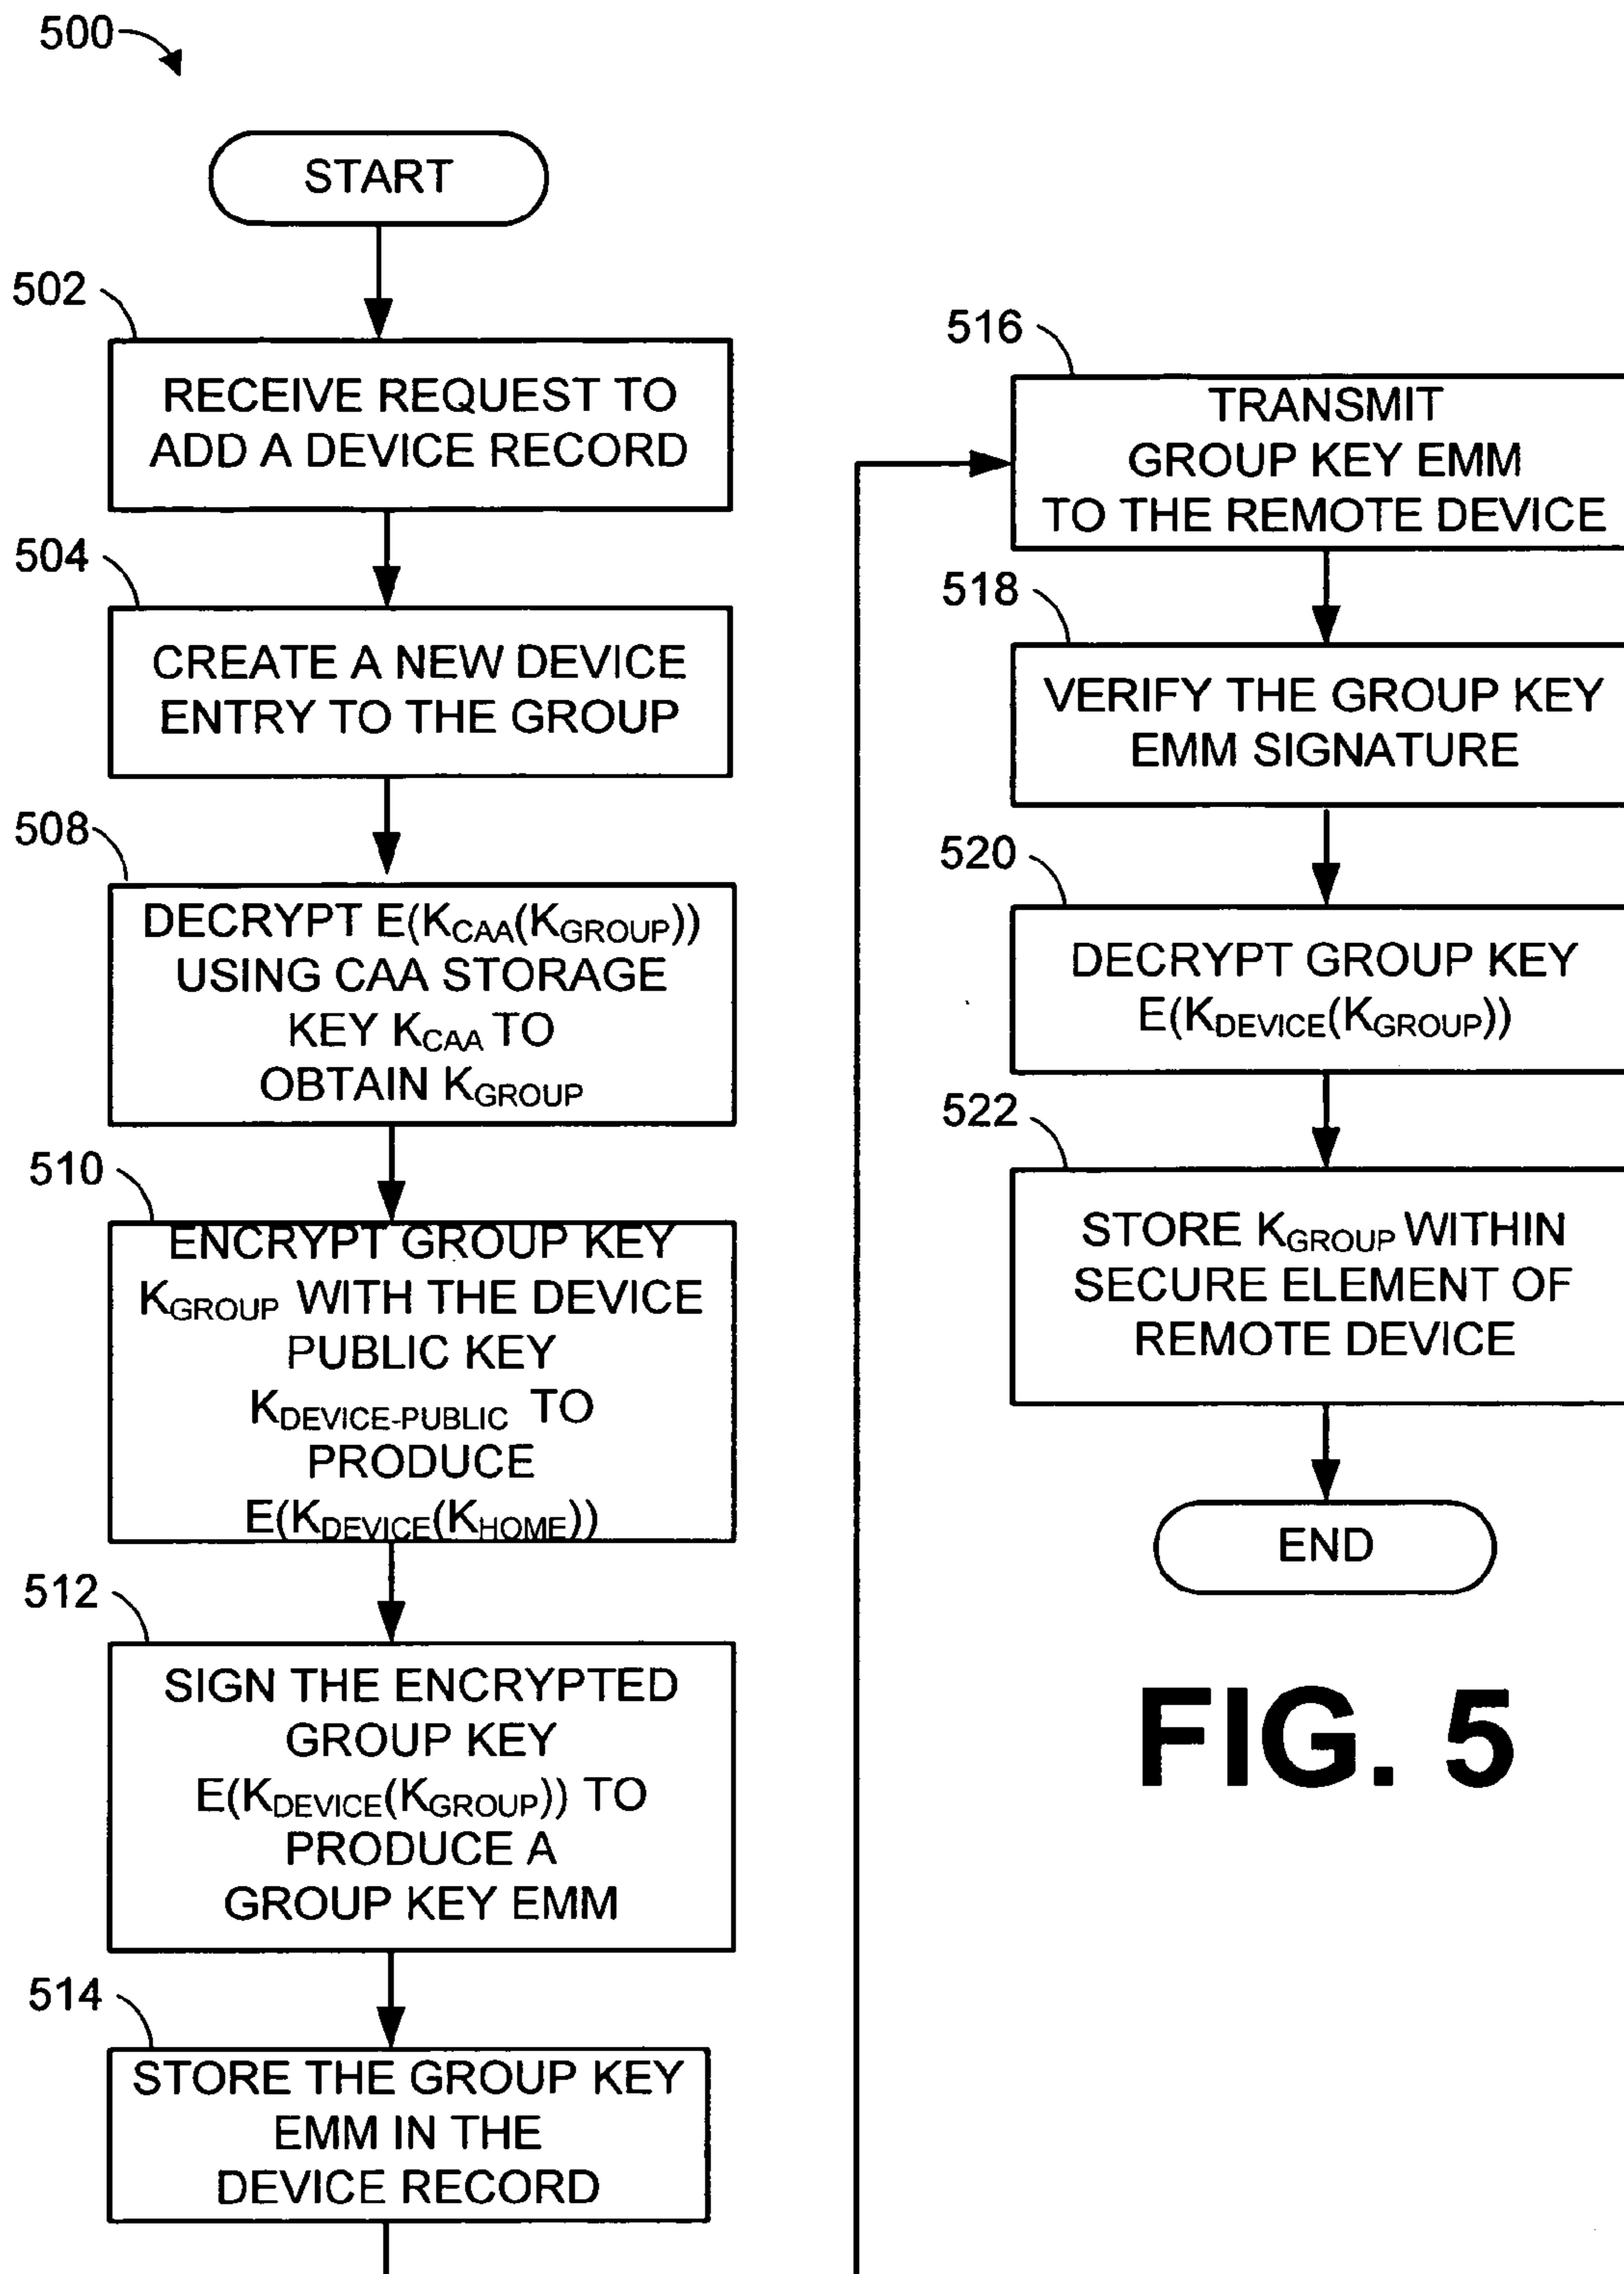 500
START
502
RECEIVE REQUEST TO
ADD A DEVICE RECORD
504
CREATE A NEW DEVICE
ENTRY TO THE GROUP
508
DECRYPT E(KCAA(KGROUP))
USING CAA STORAGE
KEY KCAA TO
OBTAIN KGROUP
510
ENCRYPT GROUP KEY
KGROUP WITH THE DEVICE
PUBLIC KEY
KDEVICE-PUBLIC TO
PRODUCE
E(KDEVICE(KHOME))
512
SIGN THE ENCRYPTED
GROUP KEY
E(KDEVICE(KGROUP)) TO
PRODUCE A
GROUP KEY EMM
514
STORE THE GROUP KEY
EMM IN THE
DEVICE RECORD
516
TRANSMIT
GROUP KEY EMM
TO THE REMOTE DEVICE
518
VERIFY THE GROUP KEY
EMM SIGNATURE
520
DECRYPT GROUP KEY
E(KDEVICE(KGROUP))
522
STORE KGROUP WITHIN
SECURE ELEMENT OF
REMOTE DEVICE
END
FIG. 5